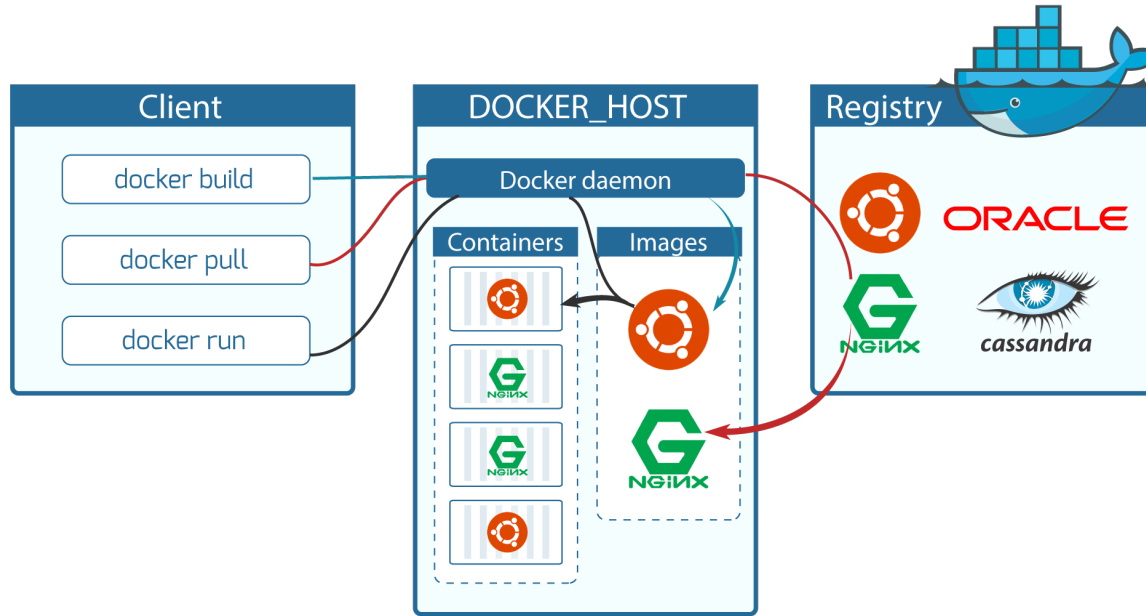 Client
docker build
docker pull
docker run
DOCKER_HOST
Docker daemon
Containers
NGINX
NGINX
Images
NGINX
Registry
ORACLE
NGINX
cassandra